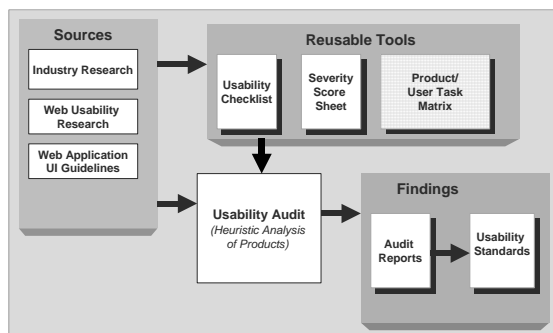 Sources
Industry Research
Web Usability
Research
Web Application
UI Guidelines
Reusable Tools
Usability
Checklist
Severity
Score
Sheet
Product/
User Task
Matrix
Usability Audit
(Heuristic Analysis
of Products)
Findings
Audit
Reports
Usability
Standards